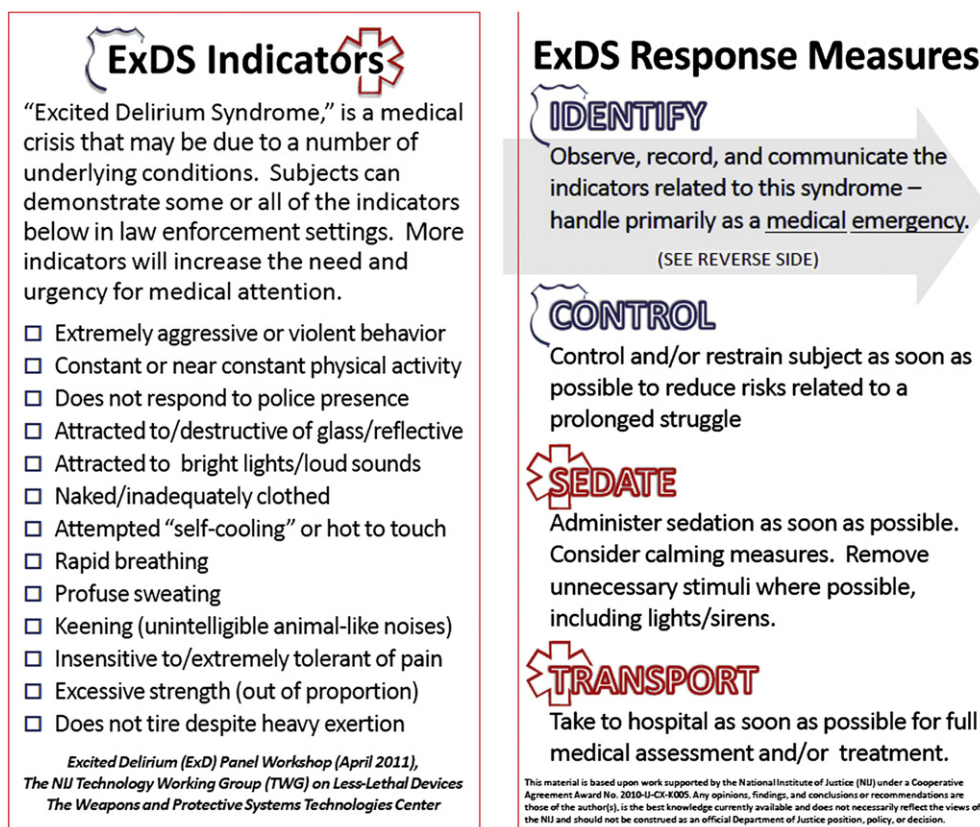 ExDS Indicators
“Excited Delirium Syndrome,” is a medical
crisis that may be due to a number of
underlying conditions.  Subjects can
demonstrate some or all of the indicators
below in law enforcement settings.  More
indicators will increase the need and
urgency for medical attention.
Extremely aggressive or violent behavior
Constant or near constant physical activity
Does not respond to police presence
Attracted to/destructive of glass/reflective
Attracted to  bright lights/loud sounds
Naked/inadequately clothed
Attempted “self-cooling” or hot to touch
Rapid breathing
Profuse sweating
Keening (unintelligible animal-like noises)
Insensitive to/extremely tolerant of pain
Excessive strength (out of proportion)
Does not tire despite heavy exertion
Excited Delirium (ExD) Panel Workshop (April 2011),
The NIJ Technology Working Group (TWG) on Less-Lethal Devices
The Weapons and Protective Systems Technologies Center
ExDS Response Measures
IDENTIFY
Observe, record, and communicate the
indicators related to this syndrome –
handle primarily as a medical emergency.
(SEE REVERSE SIDE)
CONTROL
Control and/or restrain subject as soon as
possible to reduce risks related to a
prolonged struggle
SEDATE
Administer sedation as soon as possible.
Consider calming measures.  Remove
unnecessary stimuli where possible,
including lights/sirens.
TRANSPORT
Take to hospital as soon as possible for full
medical assessment and/or  treatment.
This material is based upon work supported by the National Institute of Justice (NIJ) under a Cooperative
Agreement Award No. 2010-IJ-CX-K005. Any opinions, findings, and conclusions or recommendations are
those of the author(s), is the best knowledge currently available and does not necessarily reflect the views of
the NIJ and should not be construed as an official Department of Justice position, policy, or decision.